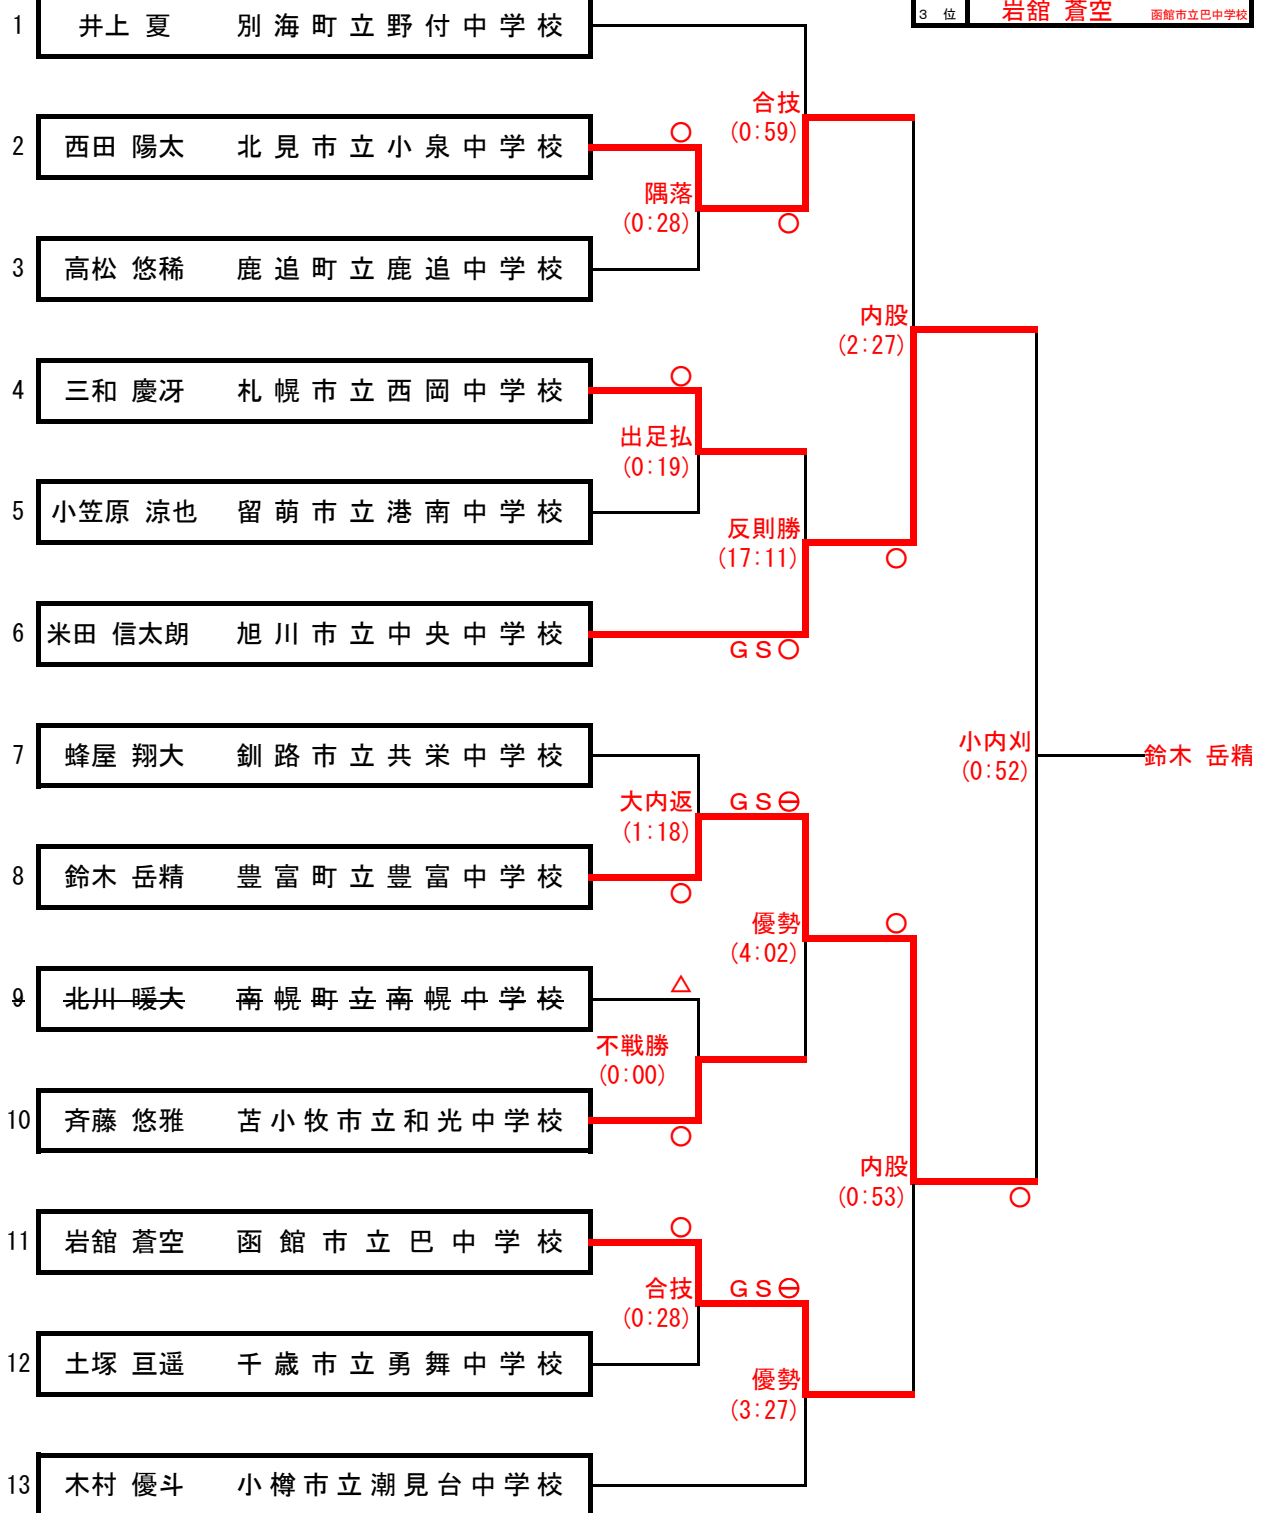 3 位 岩舘 蒼空 函館市立巴中学校
1 井上 夏 別海町立野付中学校
合技
(0:59)
2 西田 陽太 北見市立小泉中学校 ○
隅落
(0:28) ○
3 高松 悠稀 鹿追町立鹿追中学校
内股
(2:27)
4 三和 慶冴 札幌市立西岡中学校 ○
出足払
(0:19)
5 小笠原 涼也 留萌市立港南中学校
反則勝
(17:11) ○
6 米田 信太朗 旭川市立中央中学校
GS○
7 蜂屋 翔大 釧路市立共栄中学校
小内刈
(0:52) 鈴木 岳精
大内返 GS⊖
(1:18)
8 鈴木 岳精 豊富町立豊富中学校
○
優勢 ○
(4:02)
9 北川 暖大 南幌町立南幌中学校 △
不戦勝
(0:00)
10 斉藤 悠雅 苫小牧市立和光中学校
○
内股
(0:53) ○
11 岩舘 蒼空 函館市立巴中学校 ○
合技 GS⊖
(0:28)
12 土塚 亘遥 千歳市立勇舞中学校
優勢
(3:27)
13 木村 優斗 小樽市立潮見台中学校